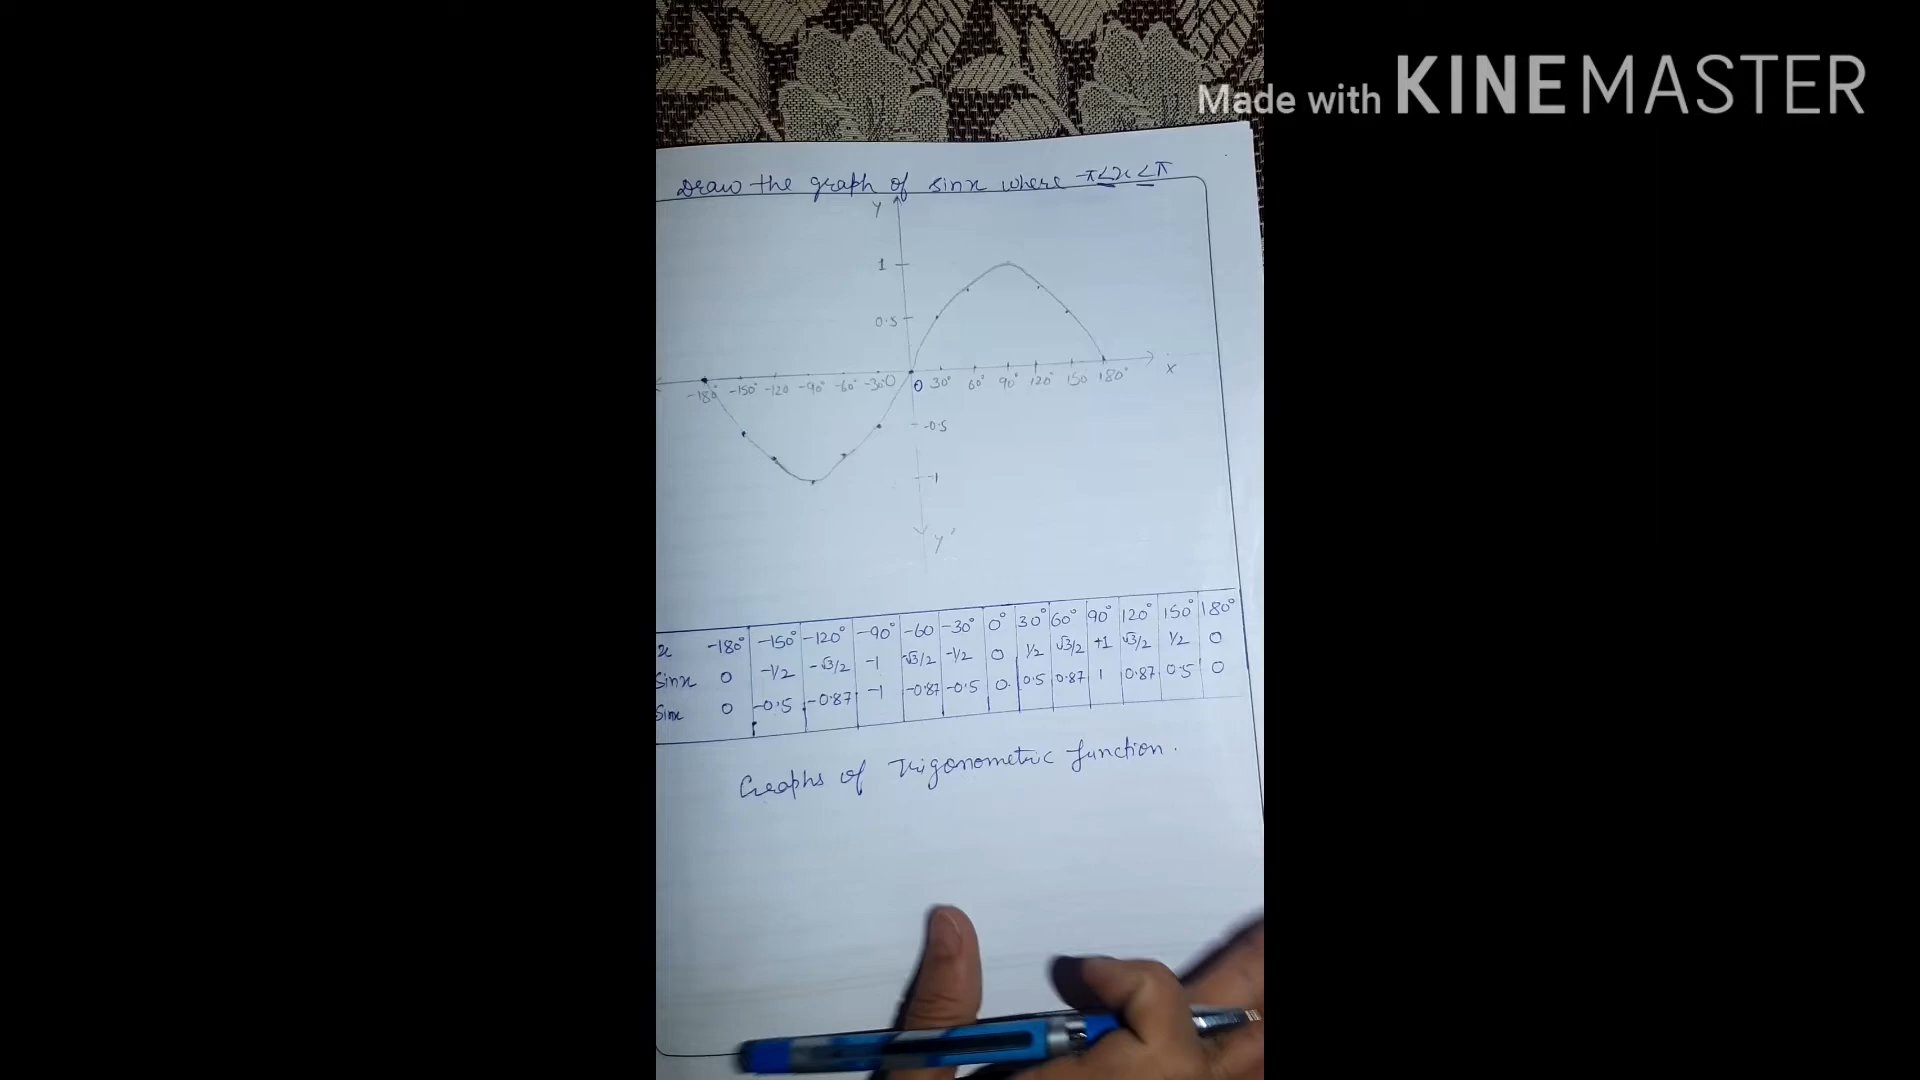 Made with KINEMASTER
Draw the graph of sinx where -π≤x≤π
Y
1
0.5
-180° -150° -120 -90° -60° -30° O 0 30° 60° 90° 120° 150 180° X
-0.5
-1
Y'
x -180° -150° -120° -90° -60 -30° 0° 30° 60° 90° 120° 150° 180°
Sinx 0 -1/2 -√3/2 -1 -√3/2 -1/2 0 1/2 √3/2 +1 √3/2 1/2 0
Sinx 0 -0.5 -0.87 -1 -0.87 -0.5 0 0.5 0.87 1 0.87 0.5 0
Graphs of Trigonometric function.